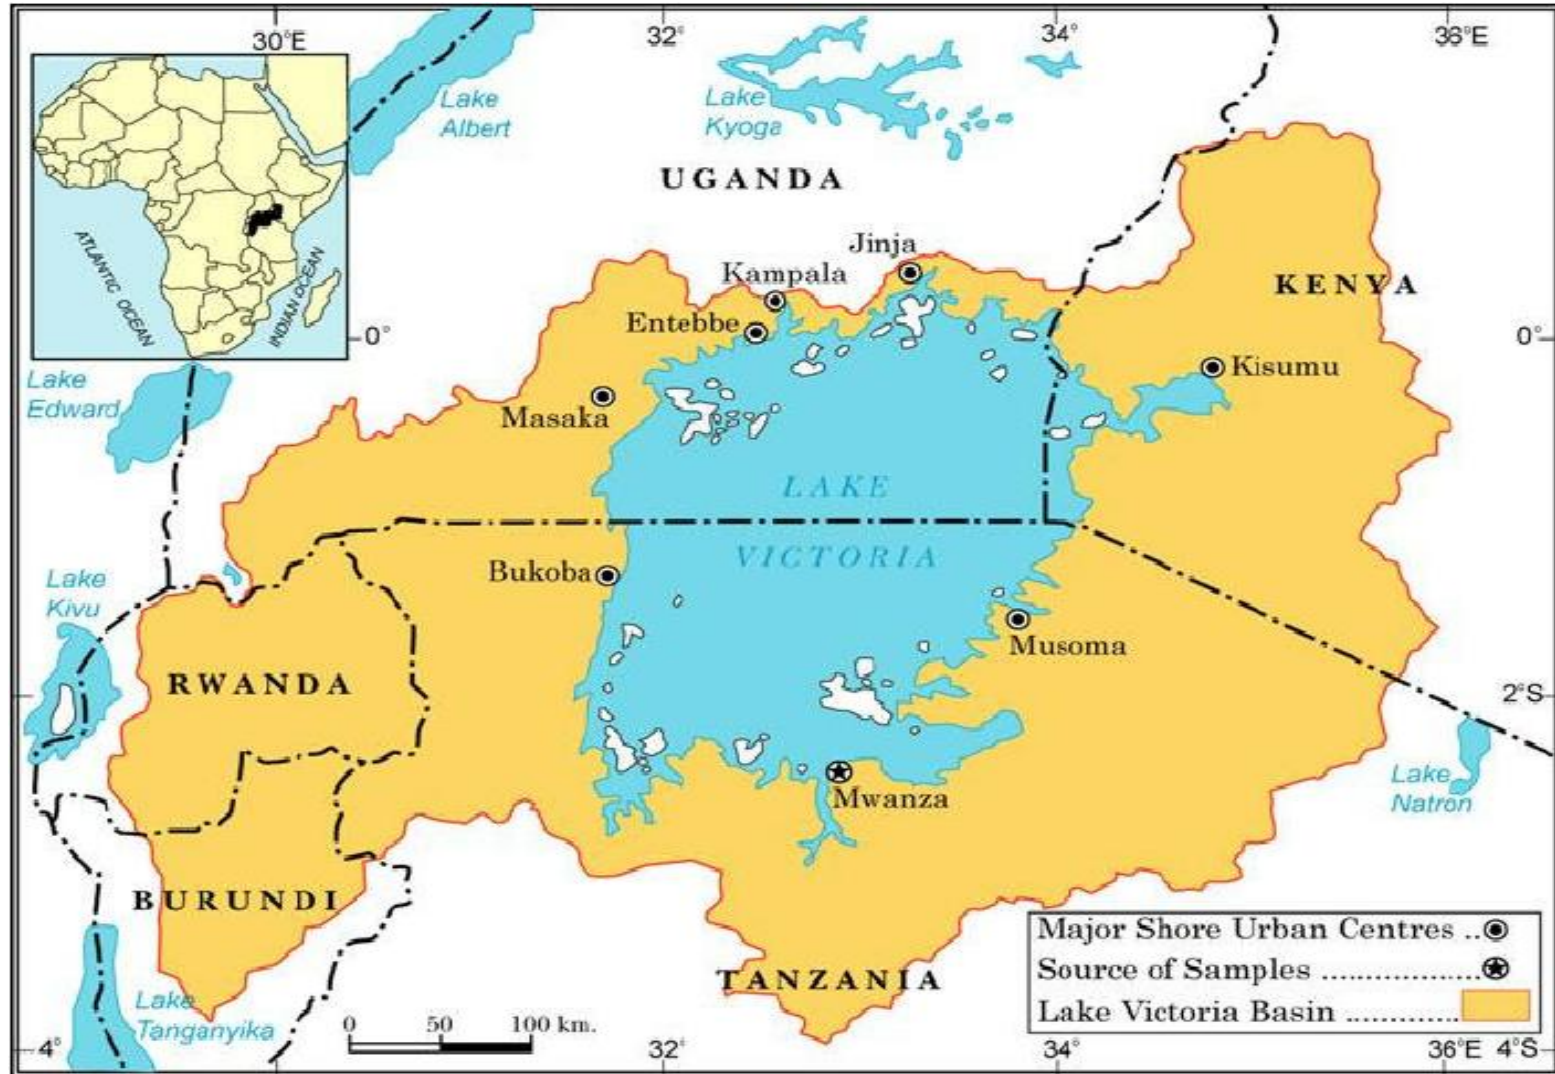 30°E
32°
34°
36°E
Lake
Albert
Lake
Kyoga
UGANDA
ATLANTIC OCEAN
INDIAN OCEAN
Jinja
Kampala
KENYA
Entebbe
0°
0°
Kisumu
Lake
Edward
Masaka
LAKE
VICTORIA
Bukoba
Lake
Kivu
Musoma
RWANDA
2°S
Mwanza
Lake
Natron
BURUNDI
TANZANIA
Major Shore Urban Centres ..
Source of Samples ................
Lake Victoria Basin ............
Lake
Tanganyika
0 50 100 km.
4°
32°
34°
36°E 4°S